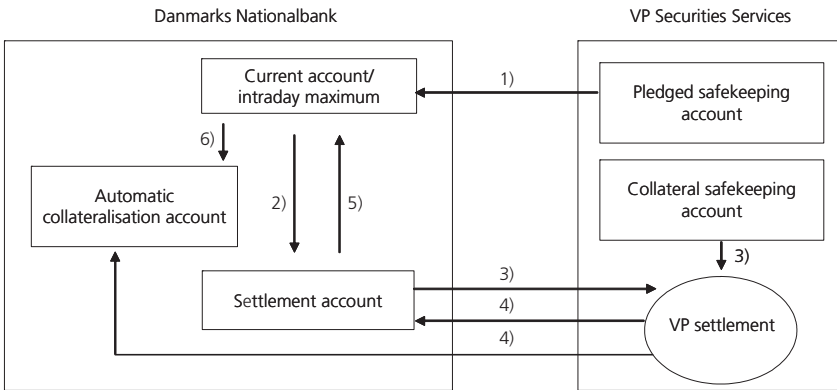 Danmarks Nationalbank
VP Securities Services
Current account/
intraday maximum
1)
Pledged safekeeping
account
6)
Automatic
collateralisation account
2)
5)
Collateral safekeeping
account
3)
Settlement account
3)
4)
4)
VP settlement